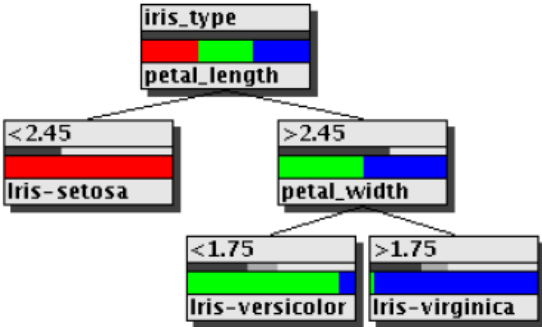 iris_type
petal_length
<2.45
Iris-setosa
>2.45
petal_width
<1.75
Iris-versicolor
>1.75
Iris-virginica